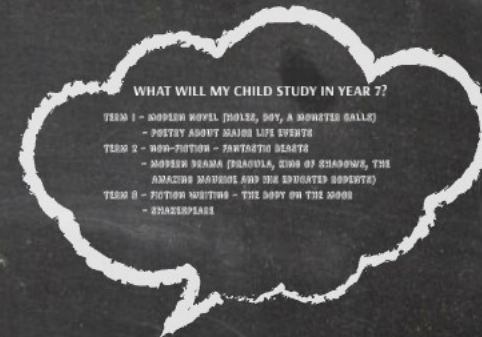 WHAT WILL MY CHILD STUDY IN YEAR 7?
TERM 1 – MODERN NOVEL (HOLES, BOY, A MONSTER CALLS)
– POETRY ABOUT MAJOR LIFE EVENTS
TERM 2 – NON-FICTION – FANTASTIC BEASTS
– MODERN DRAMA (DRACULA, KING OF SHADOWS, THE
AMAZING MAURICE AND HIS EDUCATED RODENTS)
TERM 3 – FICTION WRITING – THE BODY ON THE MOOR
– SHAKESPEARE